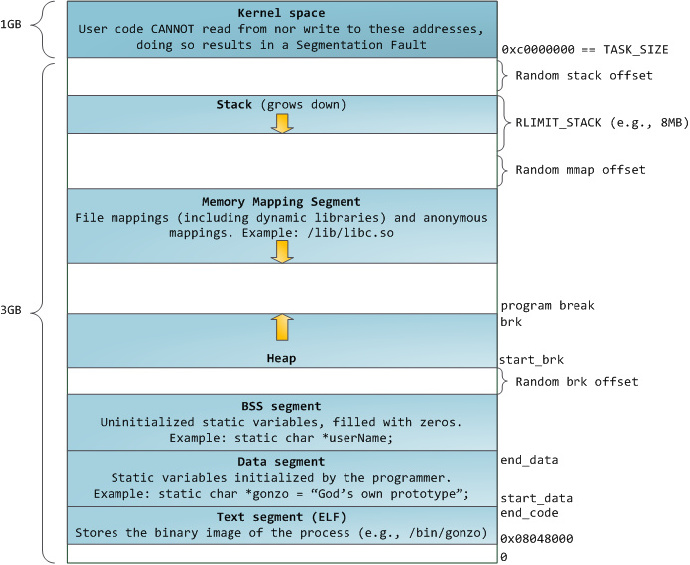 1GB
Kernel space
User code CANNOT read from nor write to these addresses,
doing so results in a Segmentation Fault
0xc0000000 == TASK_SIZE
Random stack offset
Stack (grows down)
RLIMIT_STACK (e.g., 8MB)
Random mmap offset
Memory Mapping Segment
File mappings (including dynamic libraries) and anonymous
mappings. Example: /lib/libc.so
3GB
program break
brk
Heap
start_brk
Random brk offset
BSS segment
Uninitialized static variables, filled with zeros.
Example: static char *userName;
Data segment
end_data
Static variables initialized by the programmer.
Example: static char *gonzo = “God’s own prototype”;
start_data
end_code
Text segment (ELF)
Stores the binary image of the process (e.g., /bin/gonzo)
0x08048000
0